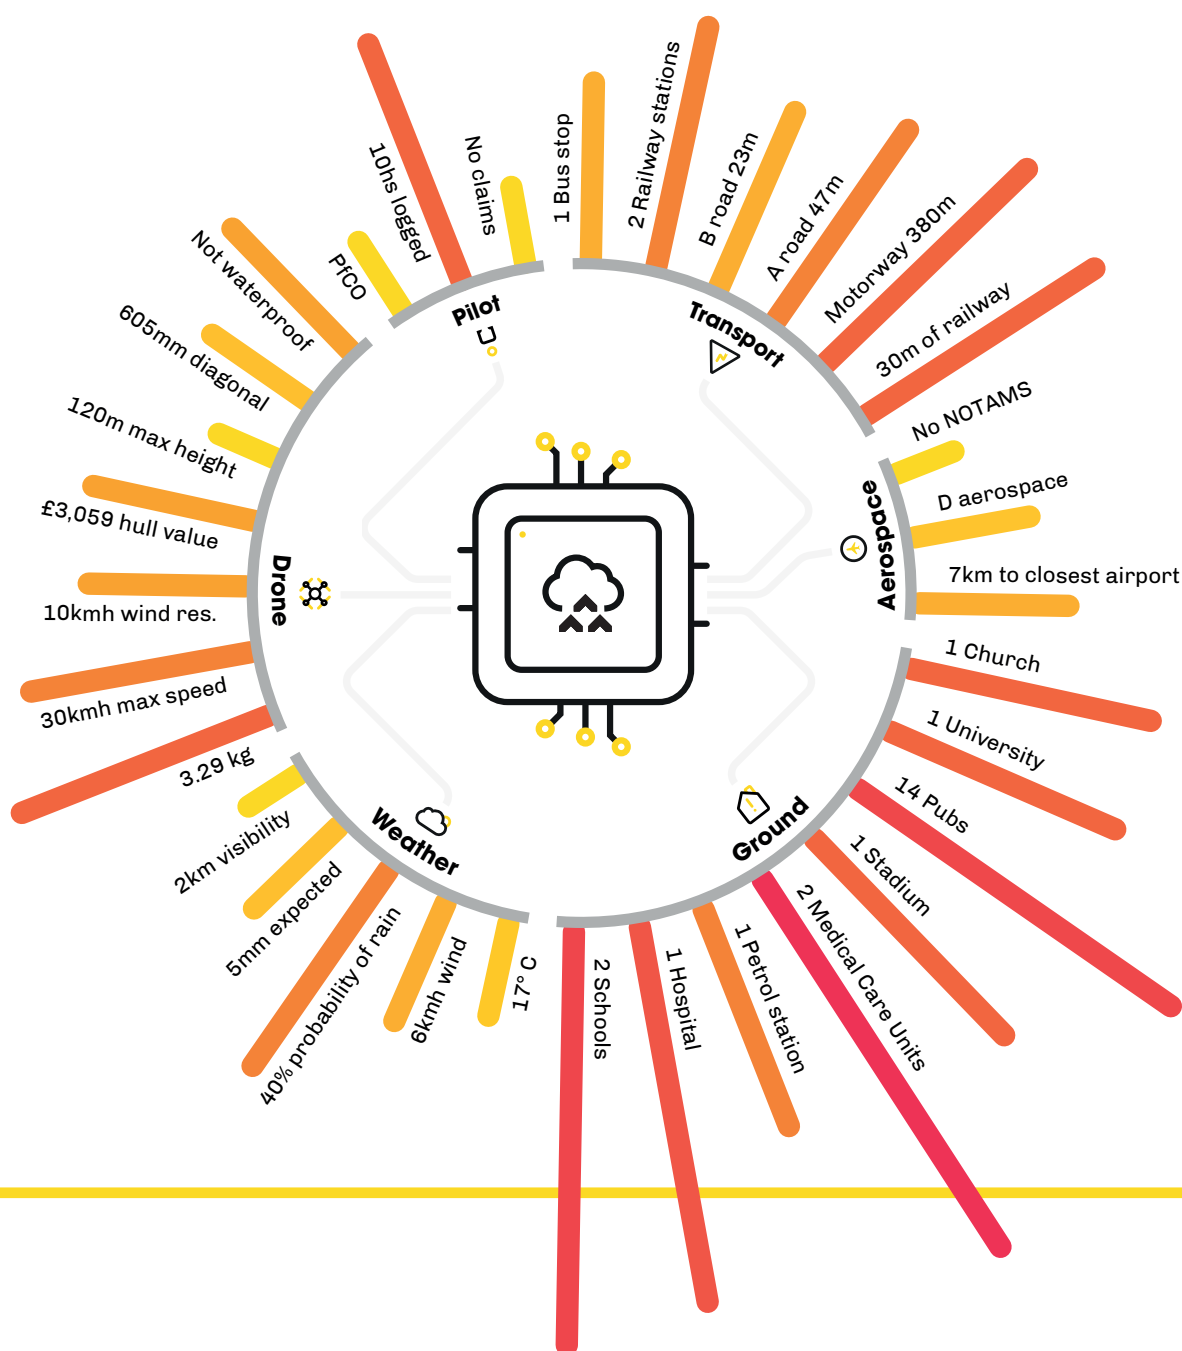 Pilot
PfCO
10hs logged
No claims
Transport
1 Bus stop
2 Railway stations
B road 23m
A road 47m
Motorway 380m
30m of railway
Aerospace
No NOTAMS
D aerospace
7km to closest airport
Ground
1 Church
1 University
14 Pubs
1 Stadium
2 Medical Care Units
1 Petrol station
1 Hospital
2 Schools
Weather
17° C
6kmh wind
40% probability of rain
5mm expected
2km visibility
Drone
3.29 kg
30kmh max speed
10kmh wind res.
£3,059 hull value
120m max height
605mm diagonal
Not waterproof